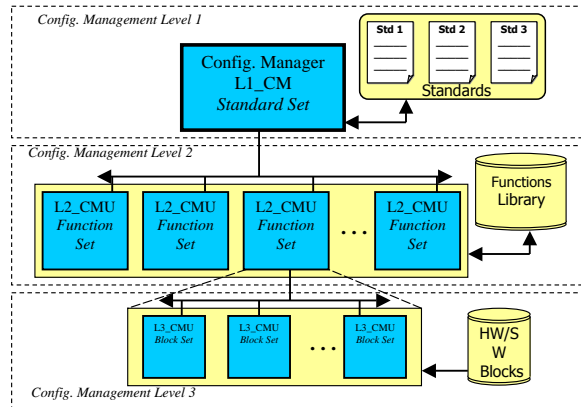 Config. Management Level 1
Std 1 Std 2 Std 3
Config. Manager
L1_CM
Standard Set
Standards
Config. Management Level 2
L2_CMU L2_CMU L2_CMU ... L2_CMU
Function Function Function Function
Set Set Set Set
Functions
Library
L3_CMU L3_CMU ... L3_CMU
Block Set Block Set Block Set
HW/S
W
Blocks
Config. Management Level 3